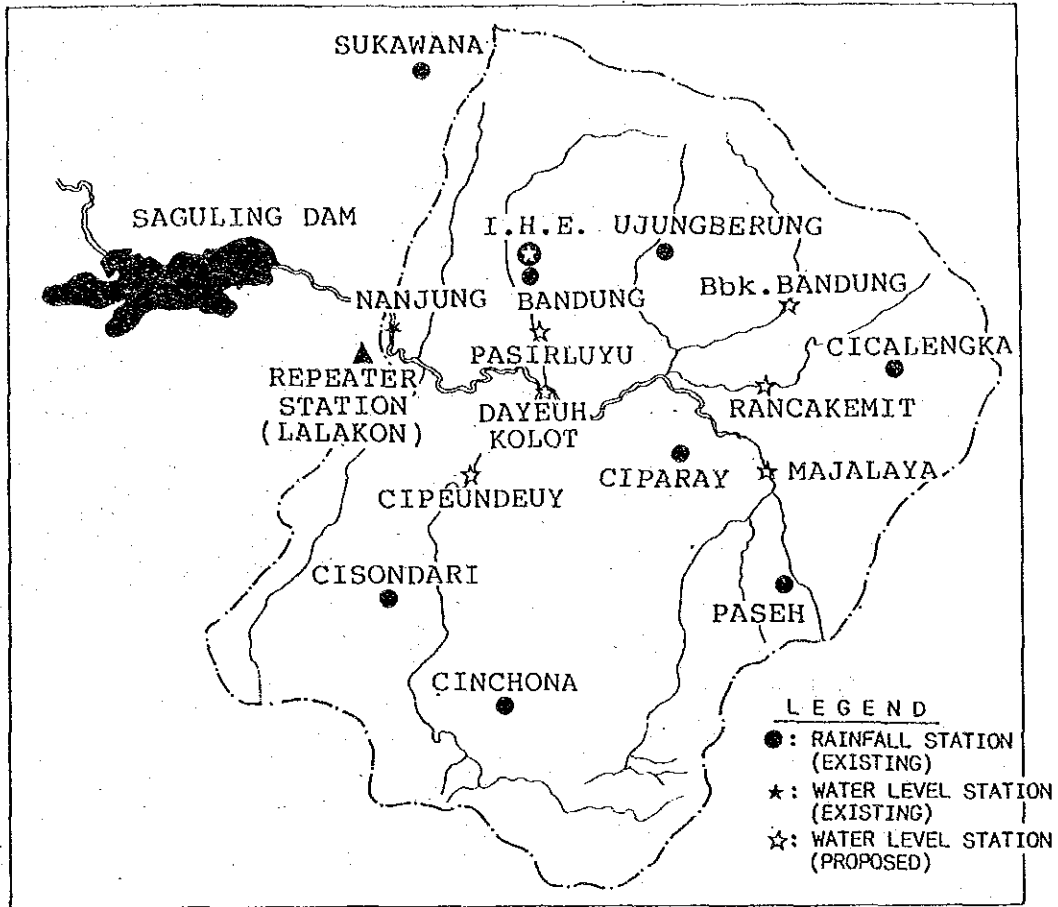 SUKAWANA
SAGULING DAM
I.H.E.
UJUNGBERUNG
NANJUNG
BANDUNG
Bbk.BANDUNG
PASIRLUYU
CICALENGKA
REPEATER
STATION
(LALAKON)
DAYEUH
KOLOT
RANCAKEMIT
CIPARAY
MAJALAYA
CIPEUNDEUY
CISONDARI
PASEH
CINCHONA
LEGEND
●: RAINFALL STATION
(EXISTING)
★: WATER LEVEL STATION
(EXISTING)
☆: WATER LEVEL STATION
(PROPOSED)